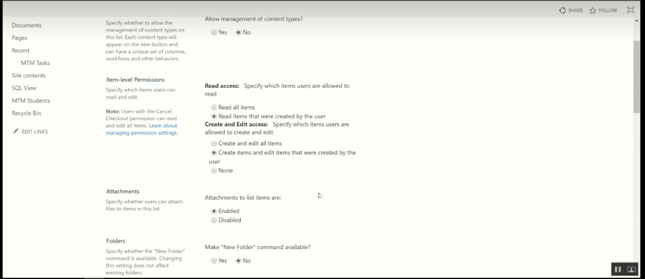 SHARE FOLLOW
Documents
Pages
Recent
MTM Tasks
Site contents
SQL View
MTM Students
Recycle Bin
EDIT LINKS
Specify whether to allow the
management of content types on
this list. Each content type will
appear on the new button and
can have a unique set of columns,
workflows and other behaviors.
Allow management of content types?
Yes No
Item-level Permissions
Specify which items users can
read and edit.
Note: Users with the Cancel
Checkout permission can read
and edit all items. Learn about
managing permission settings.
Read access: Specify which items users are allowed to
read
Read all items
Read items that were created by the user
Create and Edit access: Specify which items users are
allowed to create and edit
Create and edit all items
Create items and edit items that were created by the
user
None
Attachments
Specify whether users can attach
files to items in this list.
Attachments to list items are:
Enabled
Disabled
Folders
Specify whether the "New Folder"
command is available. Changing
this setting does not affect
existing folders.
Make "New Folder" command available?
Yes No